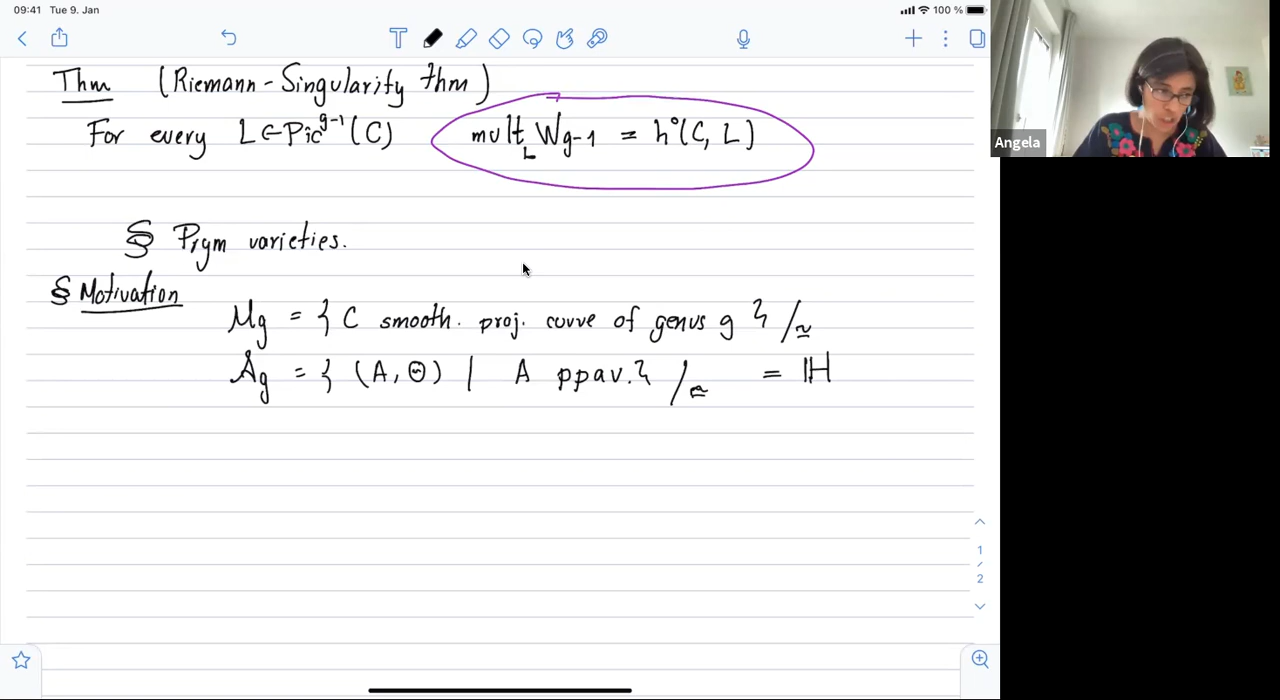 09:41 Tue 9. Jan
100 %
Thm (Riemann-Singularity thm)
For every L ∈ Pic^{g-1}(C) mult_L W_{g-1} = h°(C, L)
Angela
§ Prym varieties.
§ Motivation
M_g = { C smooth. proj. curve of genus g } / ≃
A_g = { (A, Θ) | A ppav. } / ≃ = ℍ
1
/
2